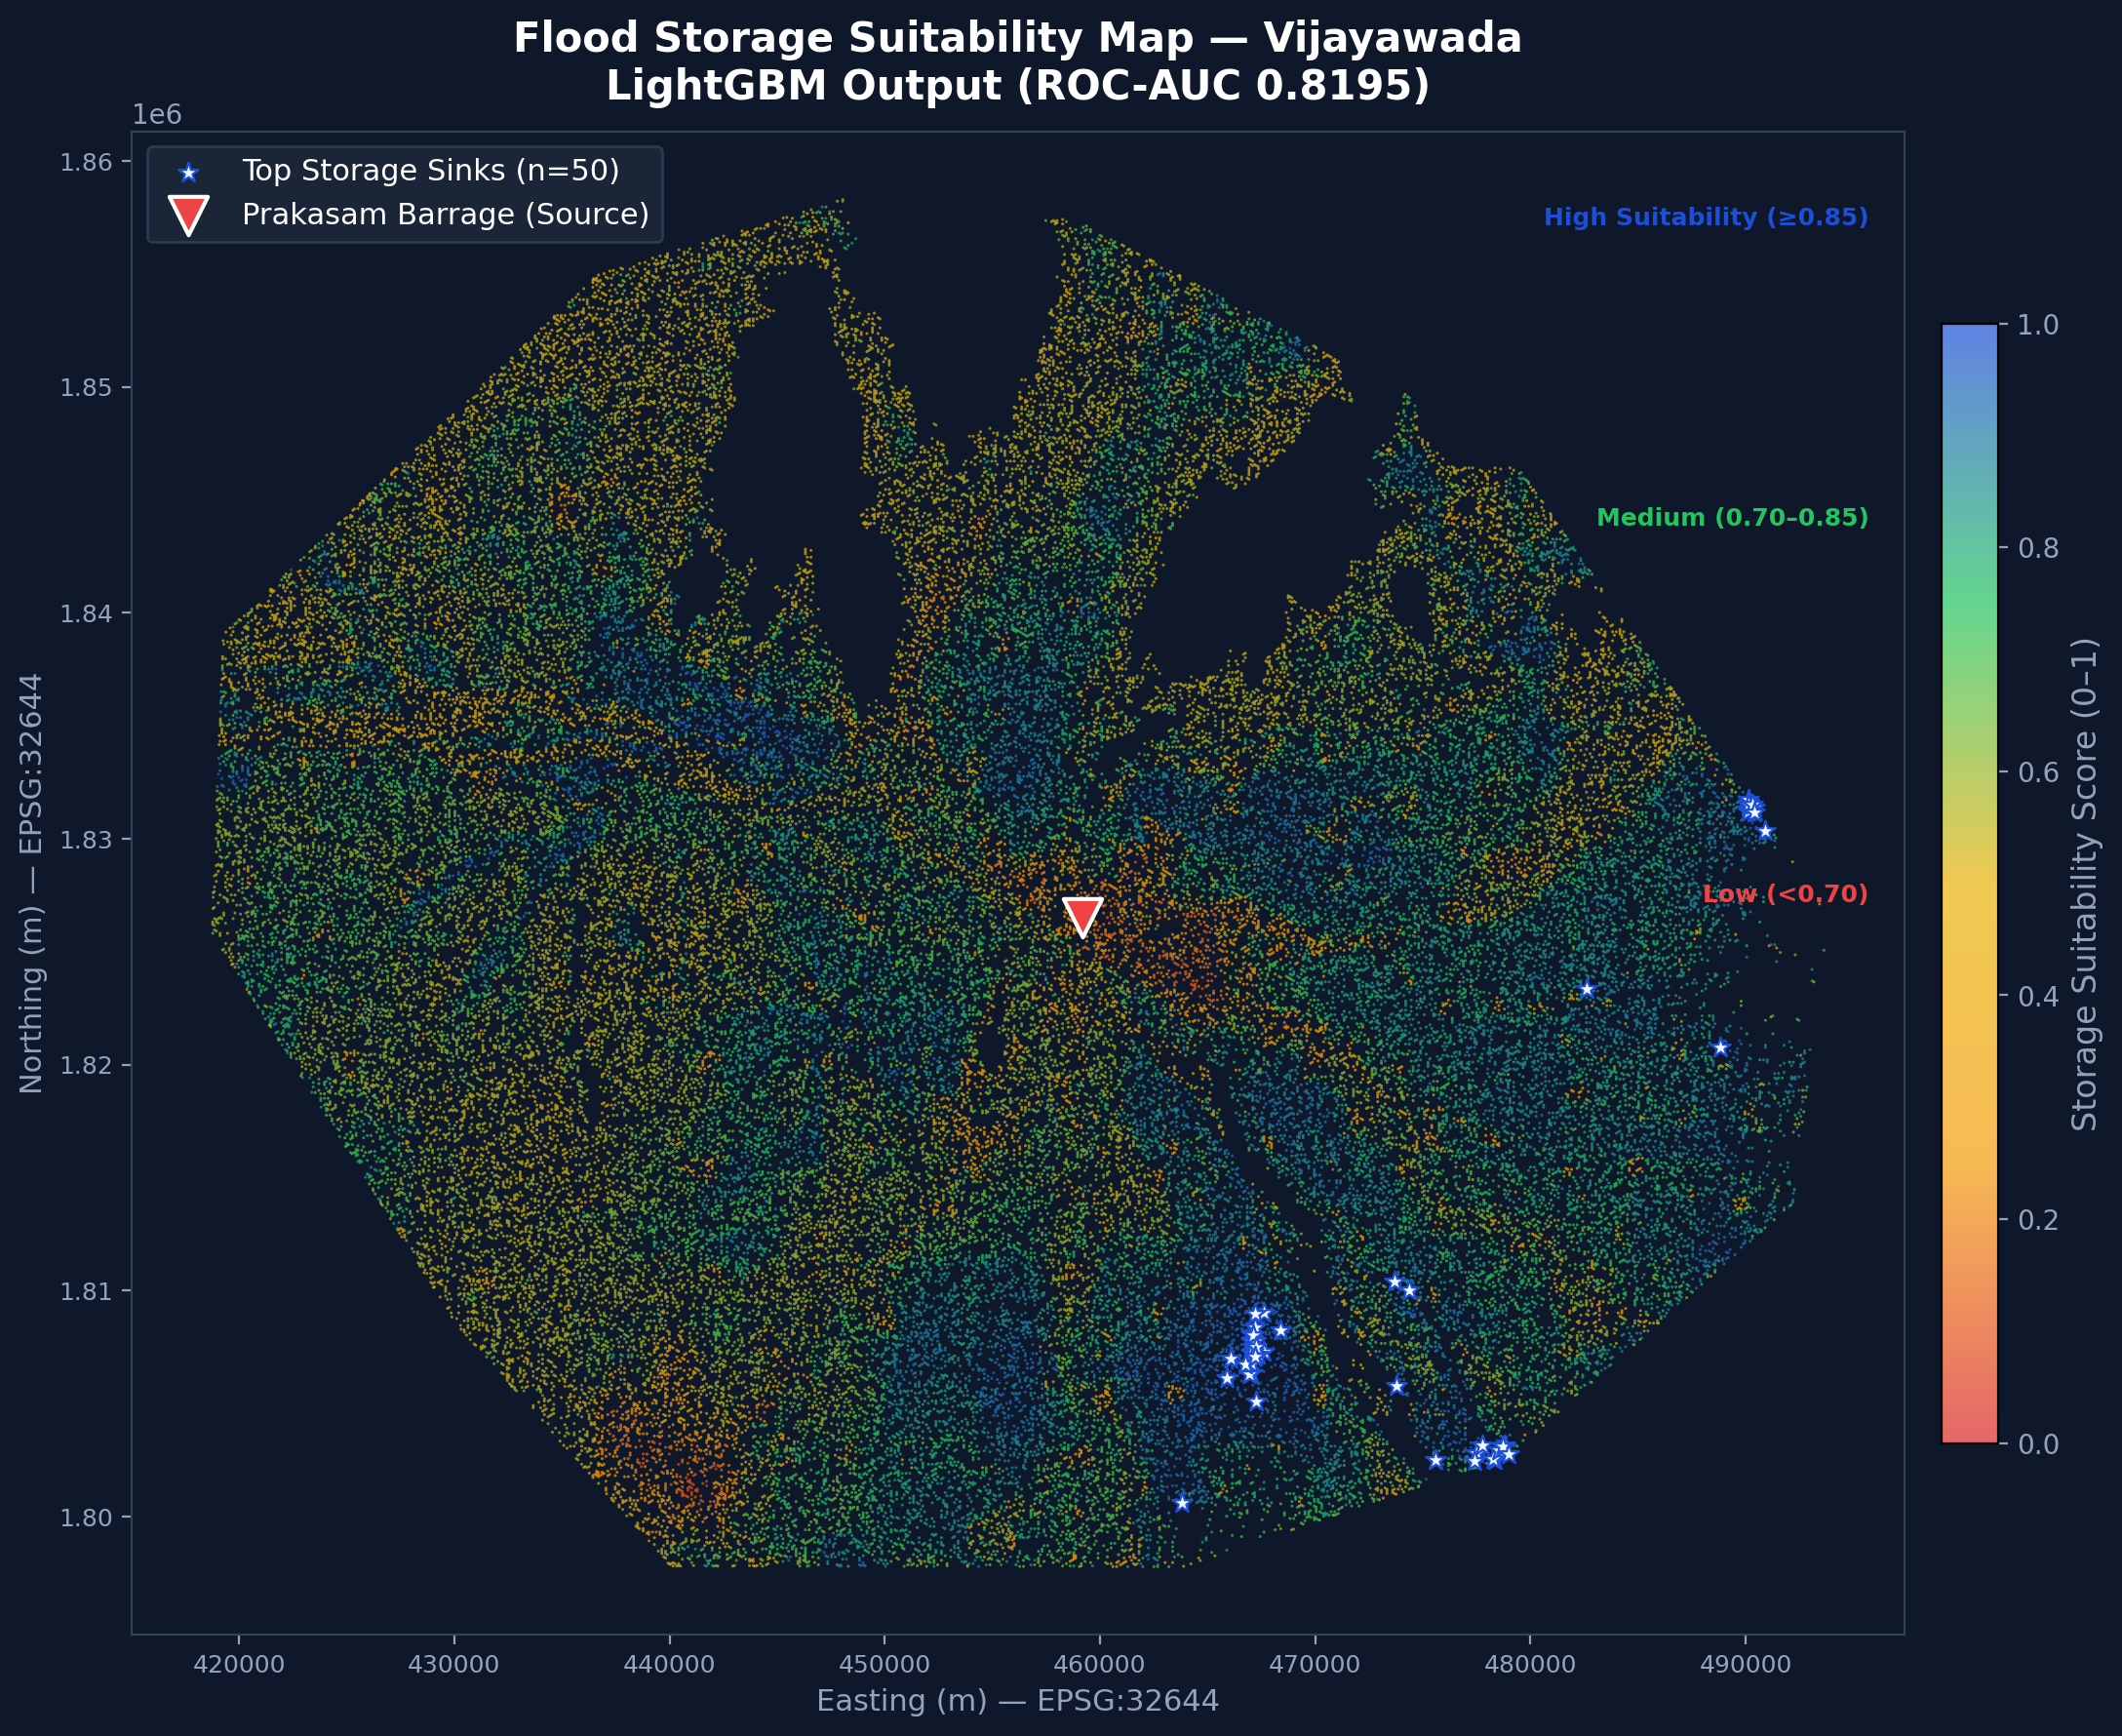 Flood Storage Suitability Map — Vijayawada
LightGBM Output (ROC-AUC 0.8195)
1e6
Top Storage Sinks (n=50)
Prakasam Barrage (Source)
High Suitability (≥0.85)
Medium (0.70–0.85)
Low (<0.70)
1.86
1.85
1.84
1.83
1.82
1.81
1.80
Northing (m) — EPSG:32644
420000
430000
440000
450000
460000
470000
480000
490000
Easting (m) — EPSG:32644
1.0
0.8
0.6
0.4
0.2
0.0
Storage Suitability Score (0–1)